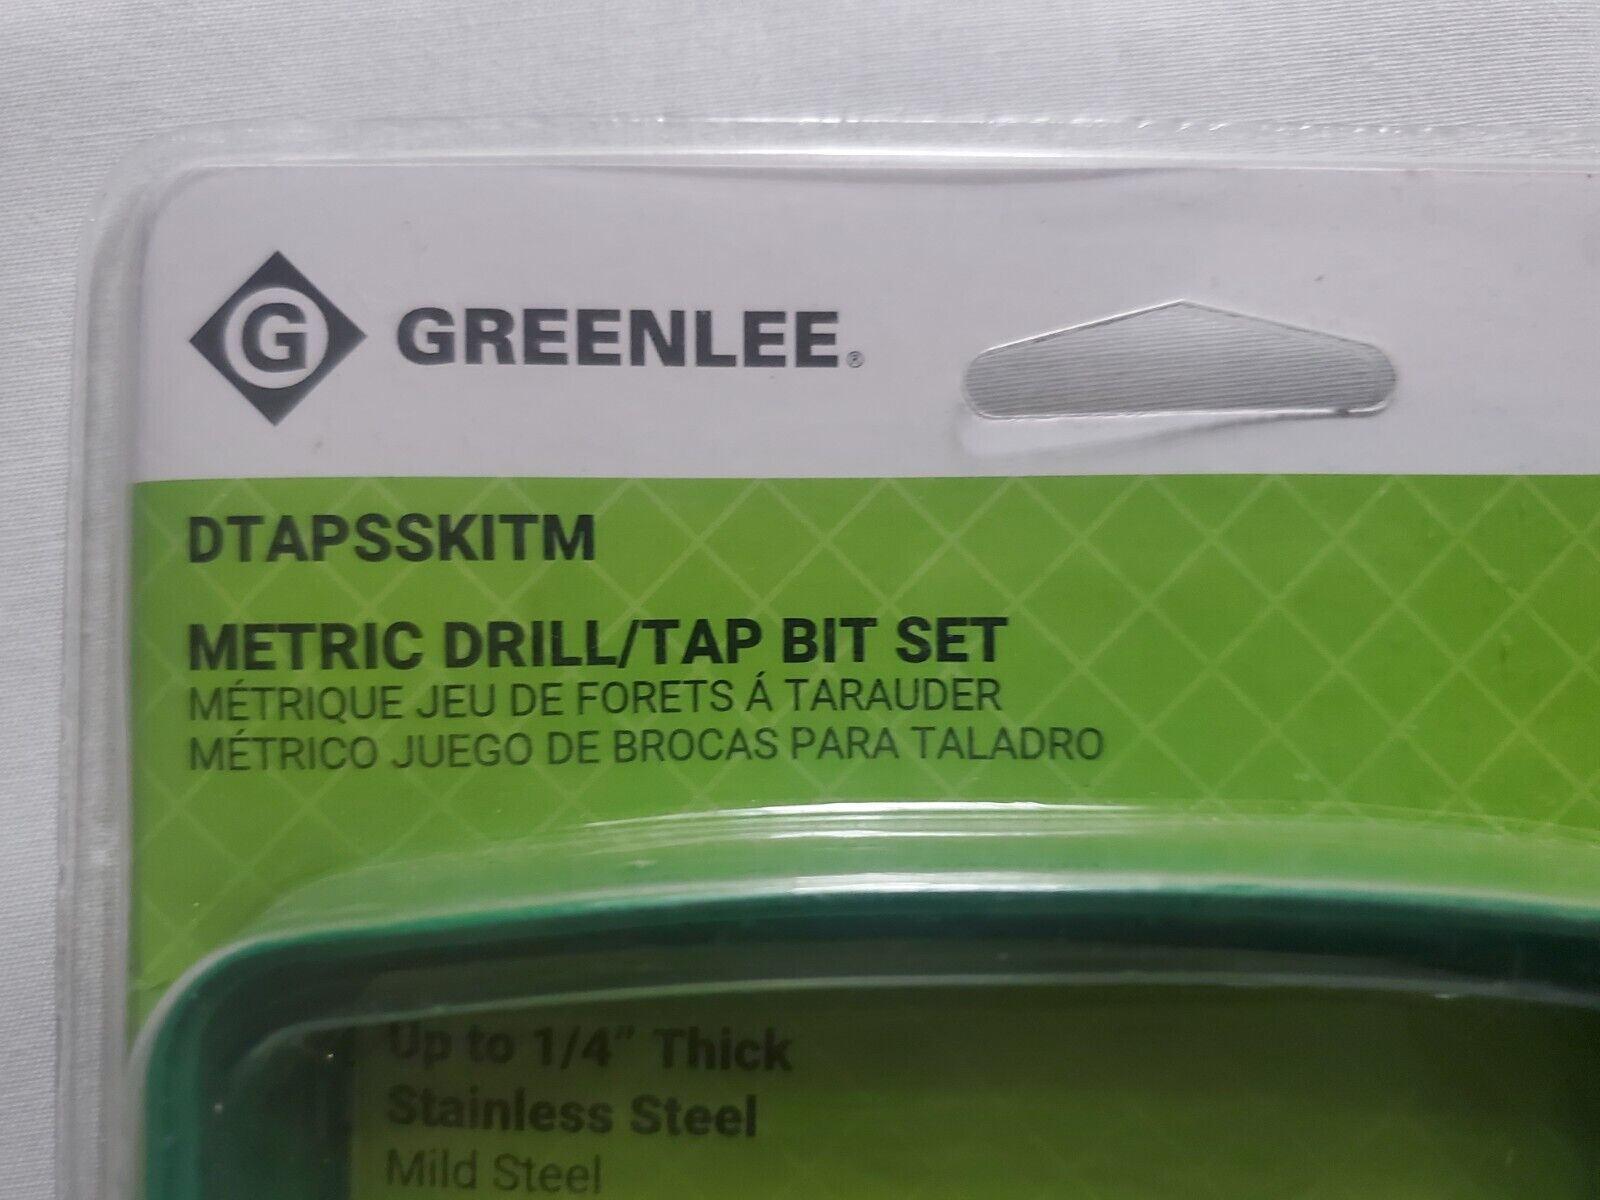 G GREENLEE®
DTAPSSKITM
METRIC DRILL/TAP BIT SET
MÉTRIQUE JEU DE FORETS Á TARAUDER
MÉTRICO JUEGO DE BROCAS PARA TALADRO
Up to 1/4" Thick
Stainless Steel
Mild Steel